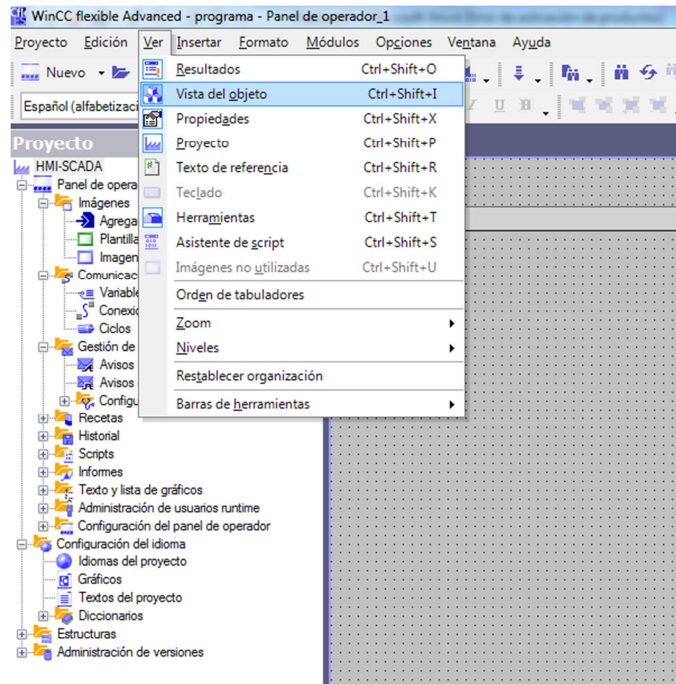 WinCC flexible Advanced - programa - Panel de operador_1
Proyecto Edición Ver Insertar Formato Módulos Opciones Ventana Ayuda
Nuevo
Español (alfabetizaci
Resultados Ctrl+Shift+O
Vista del objeto Ctrl+Shift+I
Propiedades Ctrl+Shift+X
Proyecto Ctrl+Shift+P
Texto de referencia Ctrl+Shift+R
Teclado Ctrl+Shift+K
Herramientas Ctrl+Shift+T
Asistente de script Ctrl+Shift+S
Imágenes no utilizadas Ctrl+Shift+U
Orden de tabuladores
Zoom
Niveles
Restablecer organización
Barras de herramientas
Proyecto
HMI-SCADA
Panel de opera
Imágenes
Agrega
Plantilla
Imagen
Comunicac
Variable
Conexio
Ciclos
Gestión de
Avisos
Avisos
Configu
Recetas
Historial
Scripts
Informes
Texto y lista de gráficos
Administración de usuarios runtime
Configuración del panel de operador
Configuración del idioma
Idiomas del proyecto
Gráficos
Textos del proyecto
Diccionarios
Estructuras
Administración de versiones